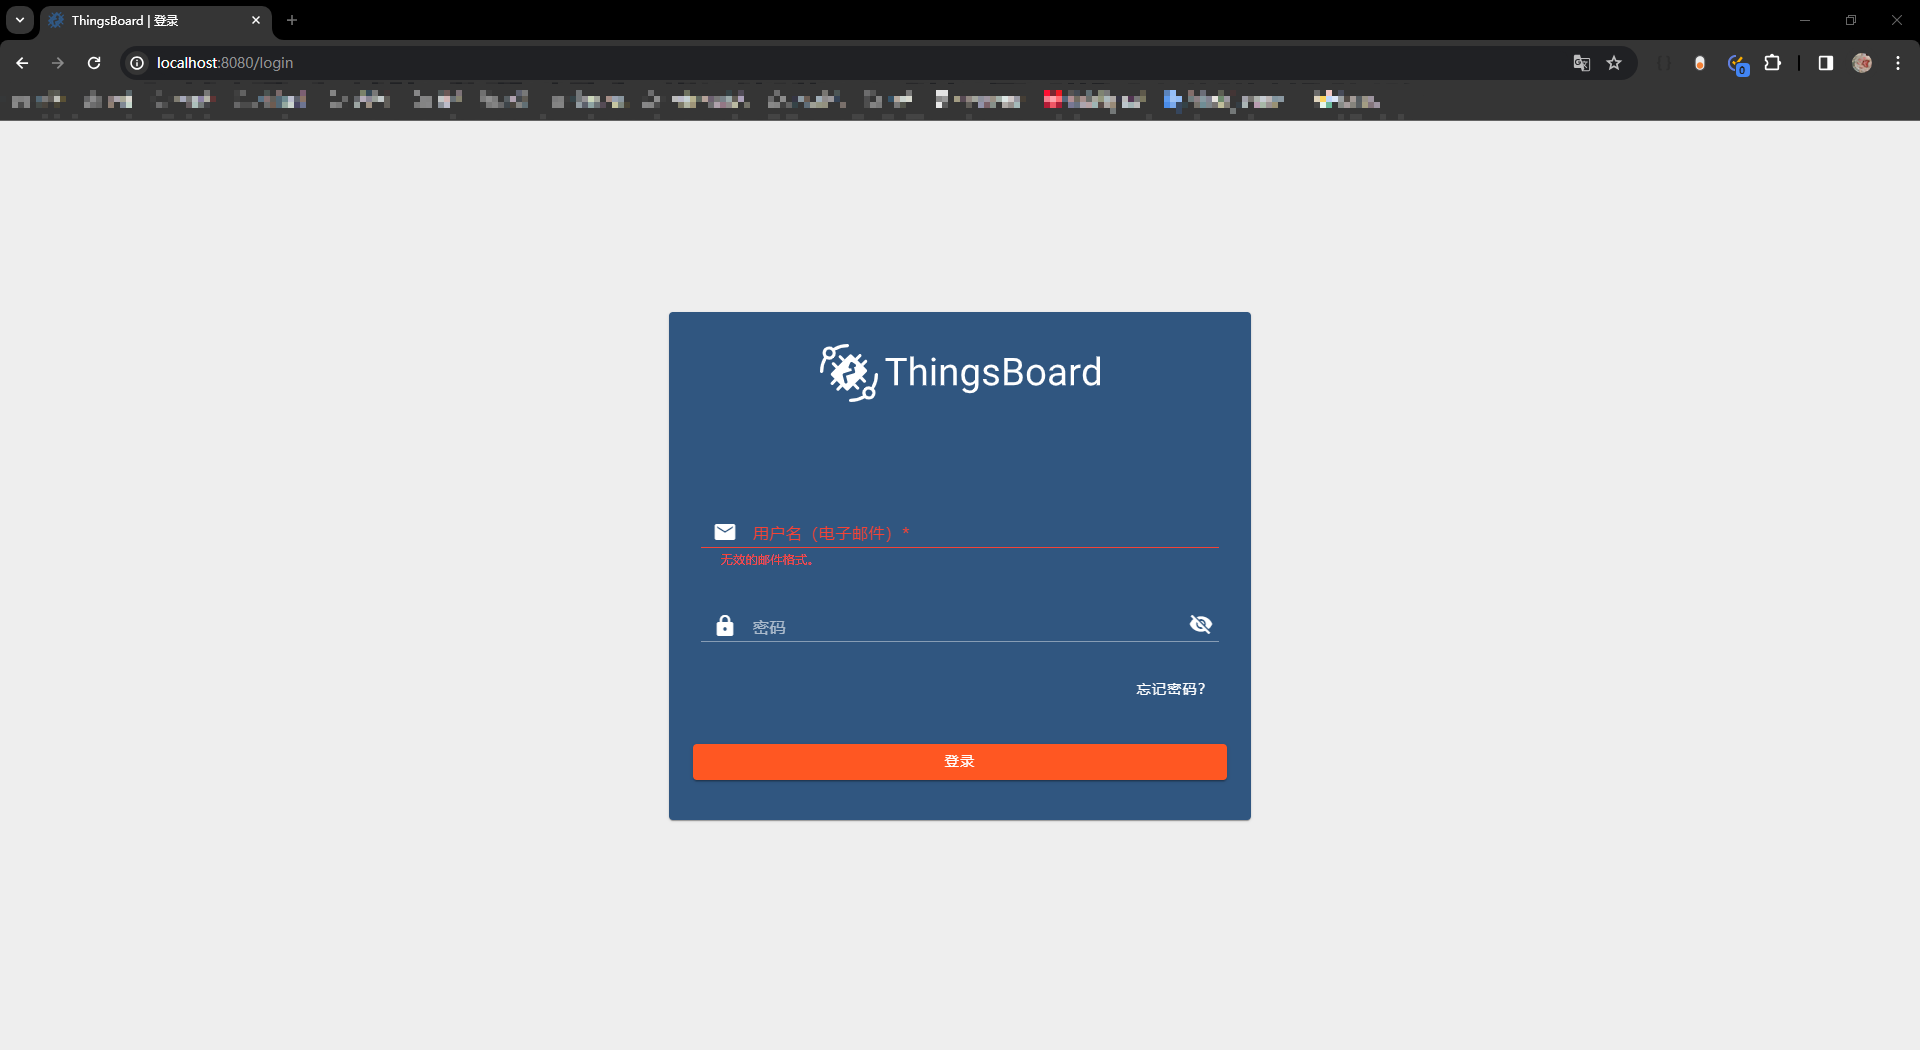 ThingsBoard | 登录
localhost:8080/login
0
ThingsBoard
用户名（电子邮件） *
无效的邮件格式。
密码
忘记密码?
登录